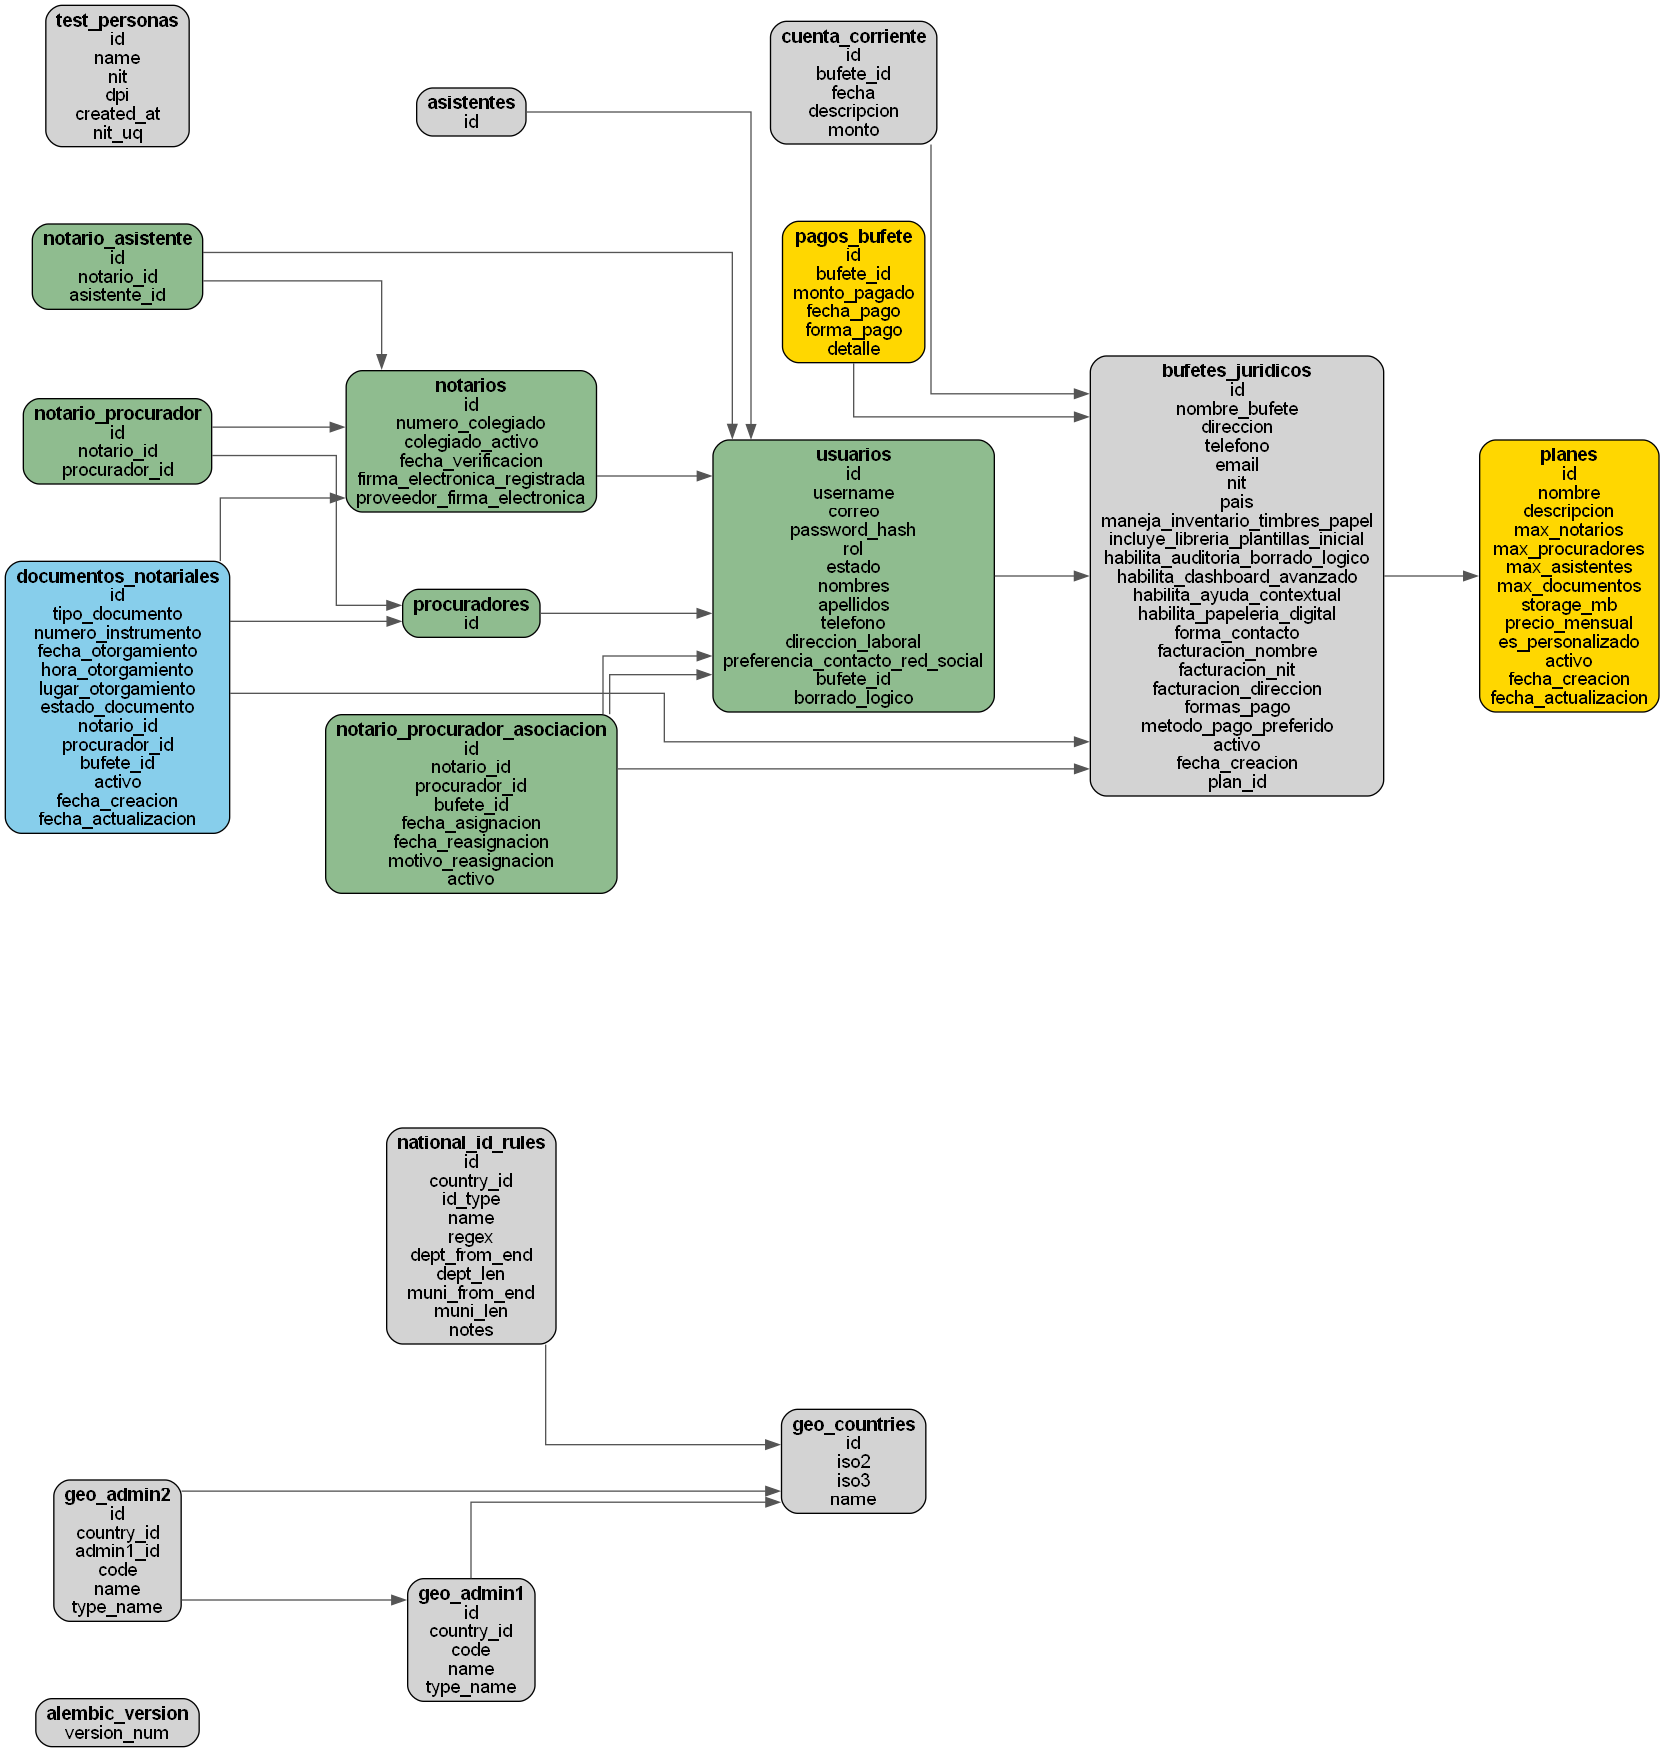 test_personas
id
name
nit
dpi
created_at
nit_uq
cuenta_corriente
id
bufete_id
fecha
descripcion
monto
asistentes
id
notario_asistente
id
notario_id
asistente_id
pagos_bufete
id
bufete_id
monto_pagado
fecha_pago
forma_pago
detalle
notario_procurador
id
notario_id
procurador_id
notarios
id
numero_colegiado
colegiado_activo
fecha_verificacion
firma_electronica_registrada
proveedor_firma_electronica
usuarios
id
username
correo
password_hash
rol
estado
nombres
apellidos
telefono
direccion_laboral
preferencia_contacto_red_social
bufete_id
borrado_logico
bufetes_juridicos
id
nombre_bufete
direccion
telefono
email
nit
pais
maneja_inventario_timbres_papel
incluye_libreria_plantillas_inicial
habilita_auditoria_borrado_logico
habilita_dashboard_avanzado
habilita_ayuda_contextual
habilita_papeleria_digital
forma_contacto
facturacion_nombre
facturacion_nit
facturacion_direccion
formas_pago
metodo_pago_preferido
activo
fecha_creacion
plan_id
planes
id
nombre
descripcion
max_notarios
max_procuradores
max_asistentes
max_documentos
storage_mb
precio_mensual
es_personalizado
activo
fecha_creacion
fecha_actualizacion
documentos_notariales
id
tipo_documento
numero_instrumento
fecha_otorgamiento
hora_otorgamiento
lugar_otorgamiento
estado_documento
notario_id
procurador_id
bufete_id
activo
fecha_creacion
fecha_actualizacion
procuradores
id
notario_procurador_asociacion
id
notario_id
procurador_id
bufete_id
fecha_asignacion
fecha_reasignacion
motivo_reasignacion
activo
national_id_rules
id
country_id
id_type
name
regex
dept_from_end
dept_len
muni_from_end
muni_len
notes
geo_countries
id
iso2
iso3
name
geo_admin2
id
country_id
admin1_id
code
name
type_name
geo_admin1
id
country_id
code
name
type_name
alembic_version
version_num